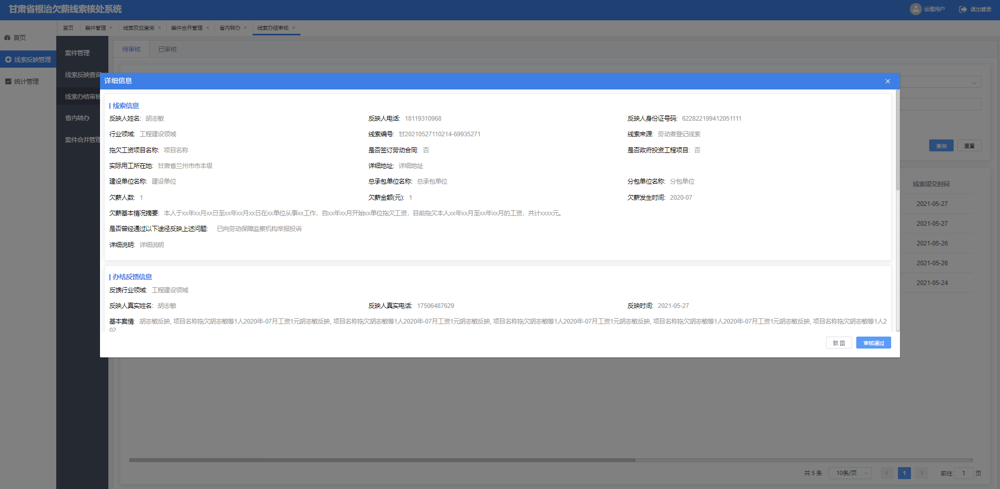 甘肃省根治欠薪线索核处系统
运维用户 退出登录
首页 案件管理 × 线索反应查询 × 案件合并管理 × 省内转办 × 线索办结审核 ×
首页
线索反映管理
统计管理
案件管理
线索反映查询
线索办结审核
省内转办
案件合并管理
待审核 已审核
查询 重置
线索提交时间
2021-05-27
2021-05-27
2021-05-26
2021-05-26
2021-05-24
详细信息
线索信息
反映人姓名: 胡志敏 反映人电话: 18119310968 反映人身份证号码: 622822199412051111
行业领域: 工程建设领域 线索编号: 甘20210527110214-69935271 线索来源: 劳动者登记线索
拖欠工资项目名称: 项目名称 是否签订劳动合同: 否 是否政府投资工程项目: 否
实际用工所在地: 甘肃省兰州市市本级 详细地址: 详细地址
建设单位名称: 建设单位 总承包单位名称: 总承包单位 分包单位名称: 分包单位
欠薪人数: 1 欠薪金额(元): 1 欠薪发生时间: 2020-07
欠薪基本情况摘要: 本人于xx年xx月xx日至xx年xx月xx日在xx单位从事xx工作，自xx年xx月开始xx单位拖欠工资，目前拖欠本人xx年xx月至xx年xx月的工资，共计xxxx元。
是否曾经通过以下途径反映上述问题: 已向劳动保障监察机构举报投诉
详细说明: 详细说明
办结反馈信息
反馈行业领域: 工程建设领域
反映人真实姓名: 胡志敏 反映人真实电话: 17506487629 反映时间: 2021-05-27
基本案情: 胡志敏反映, 项目名称拖欠胡志敏等1人2020年-07月工资1元胡志敏反映, 项目名称拖欠胡志敏等1人2020年-07月工资1元胡志敏反映, 项目名称拖欠胡志敏等1人2020年-07月工资1元胡志敏反映, 项目名称拖欠胡志敏等1人2020年-07月工资1元胡志敏反映, 项目名称拖欠胡志敏等1人2
02
驳 回 审核通过
共 5 条 10条/页 1 前往 1 页